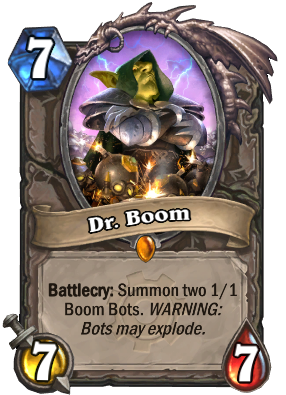 7
Dr. Boom
Battlecry: Summon two 1/1
Boom Bots. WARNING:
Bots may explode.
7
7